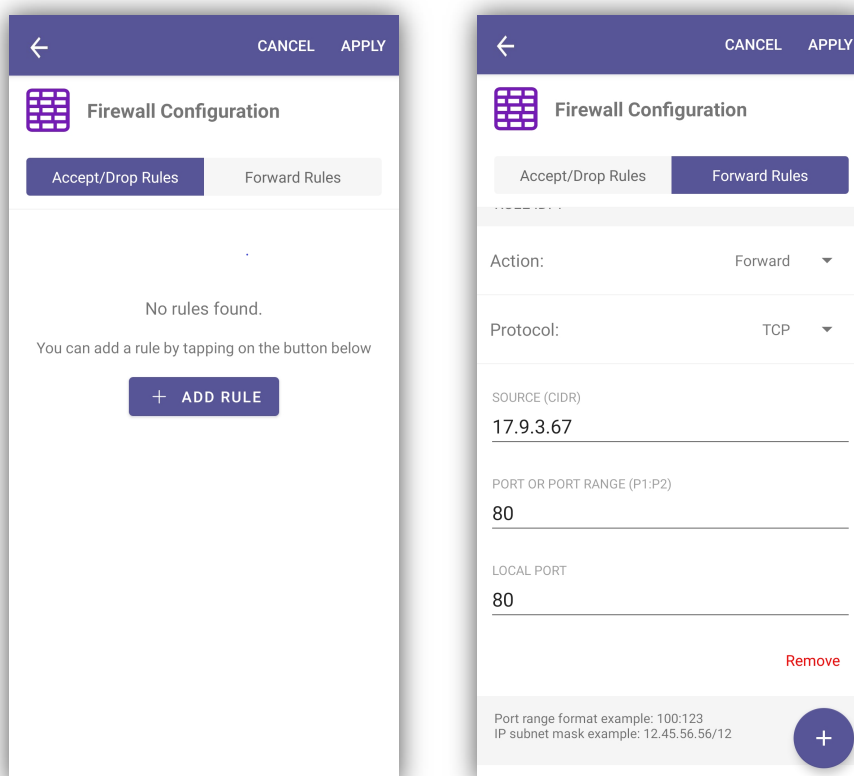 CANCEL APPLY
Firewall Configuration
Accept/Drop Rules Forward Rules
No rules found.
You can add a rule by tapping on the button below
+ ADD RULE
CANCEL APPLY
Firewall Configuration
Accept/Drop Rules Forward Rules
Action: Forward
Protocol: TCP
SOURCE (CIDR)
17.9.3.67
PORT OR PORT RANGE (P1:P2)
80
LOCAL PORT
80
Remove
Port range format example: 100:123
IP subnet mask example: 12.45.56.56/12
+